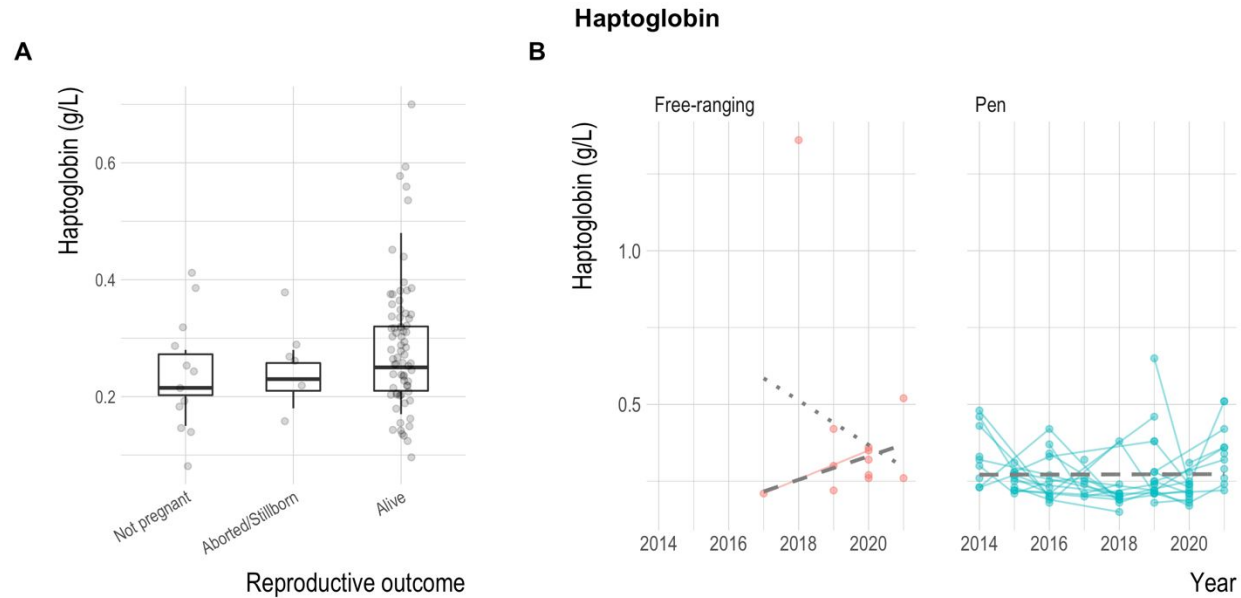 Haptoglobin
A
B
Haptoglobin (g/L)
0.6
0.4
0.2
Not pregnant
Aborted/Stillborn
Alive
Reproductive outcome
Haptoglobin (g/L)
Free-ranging
Pen
1.0
0.5
2014 2016 2018 2020
2014 2016 2018 2020
Year